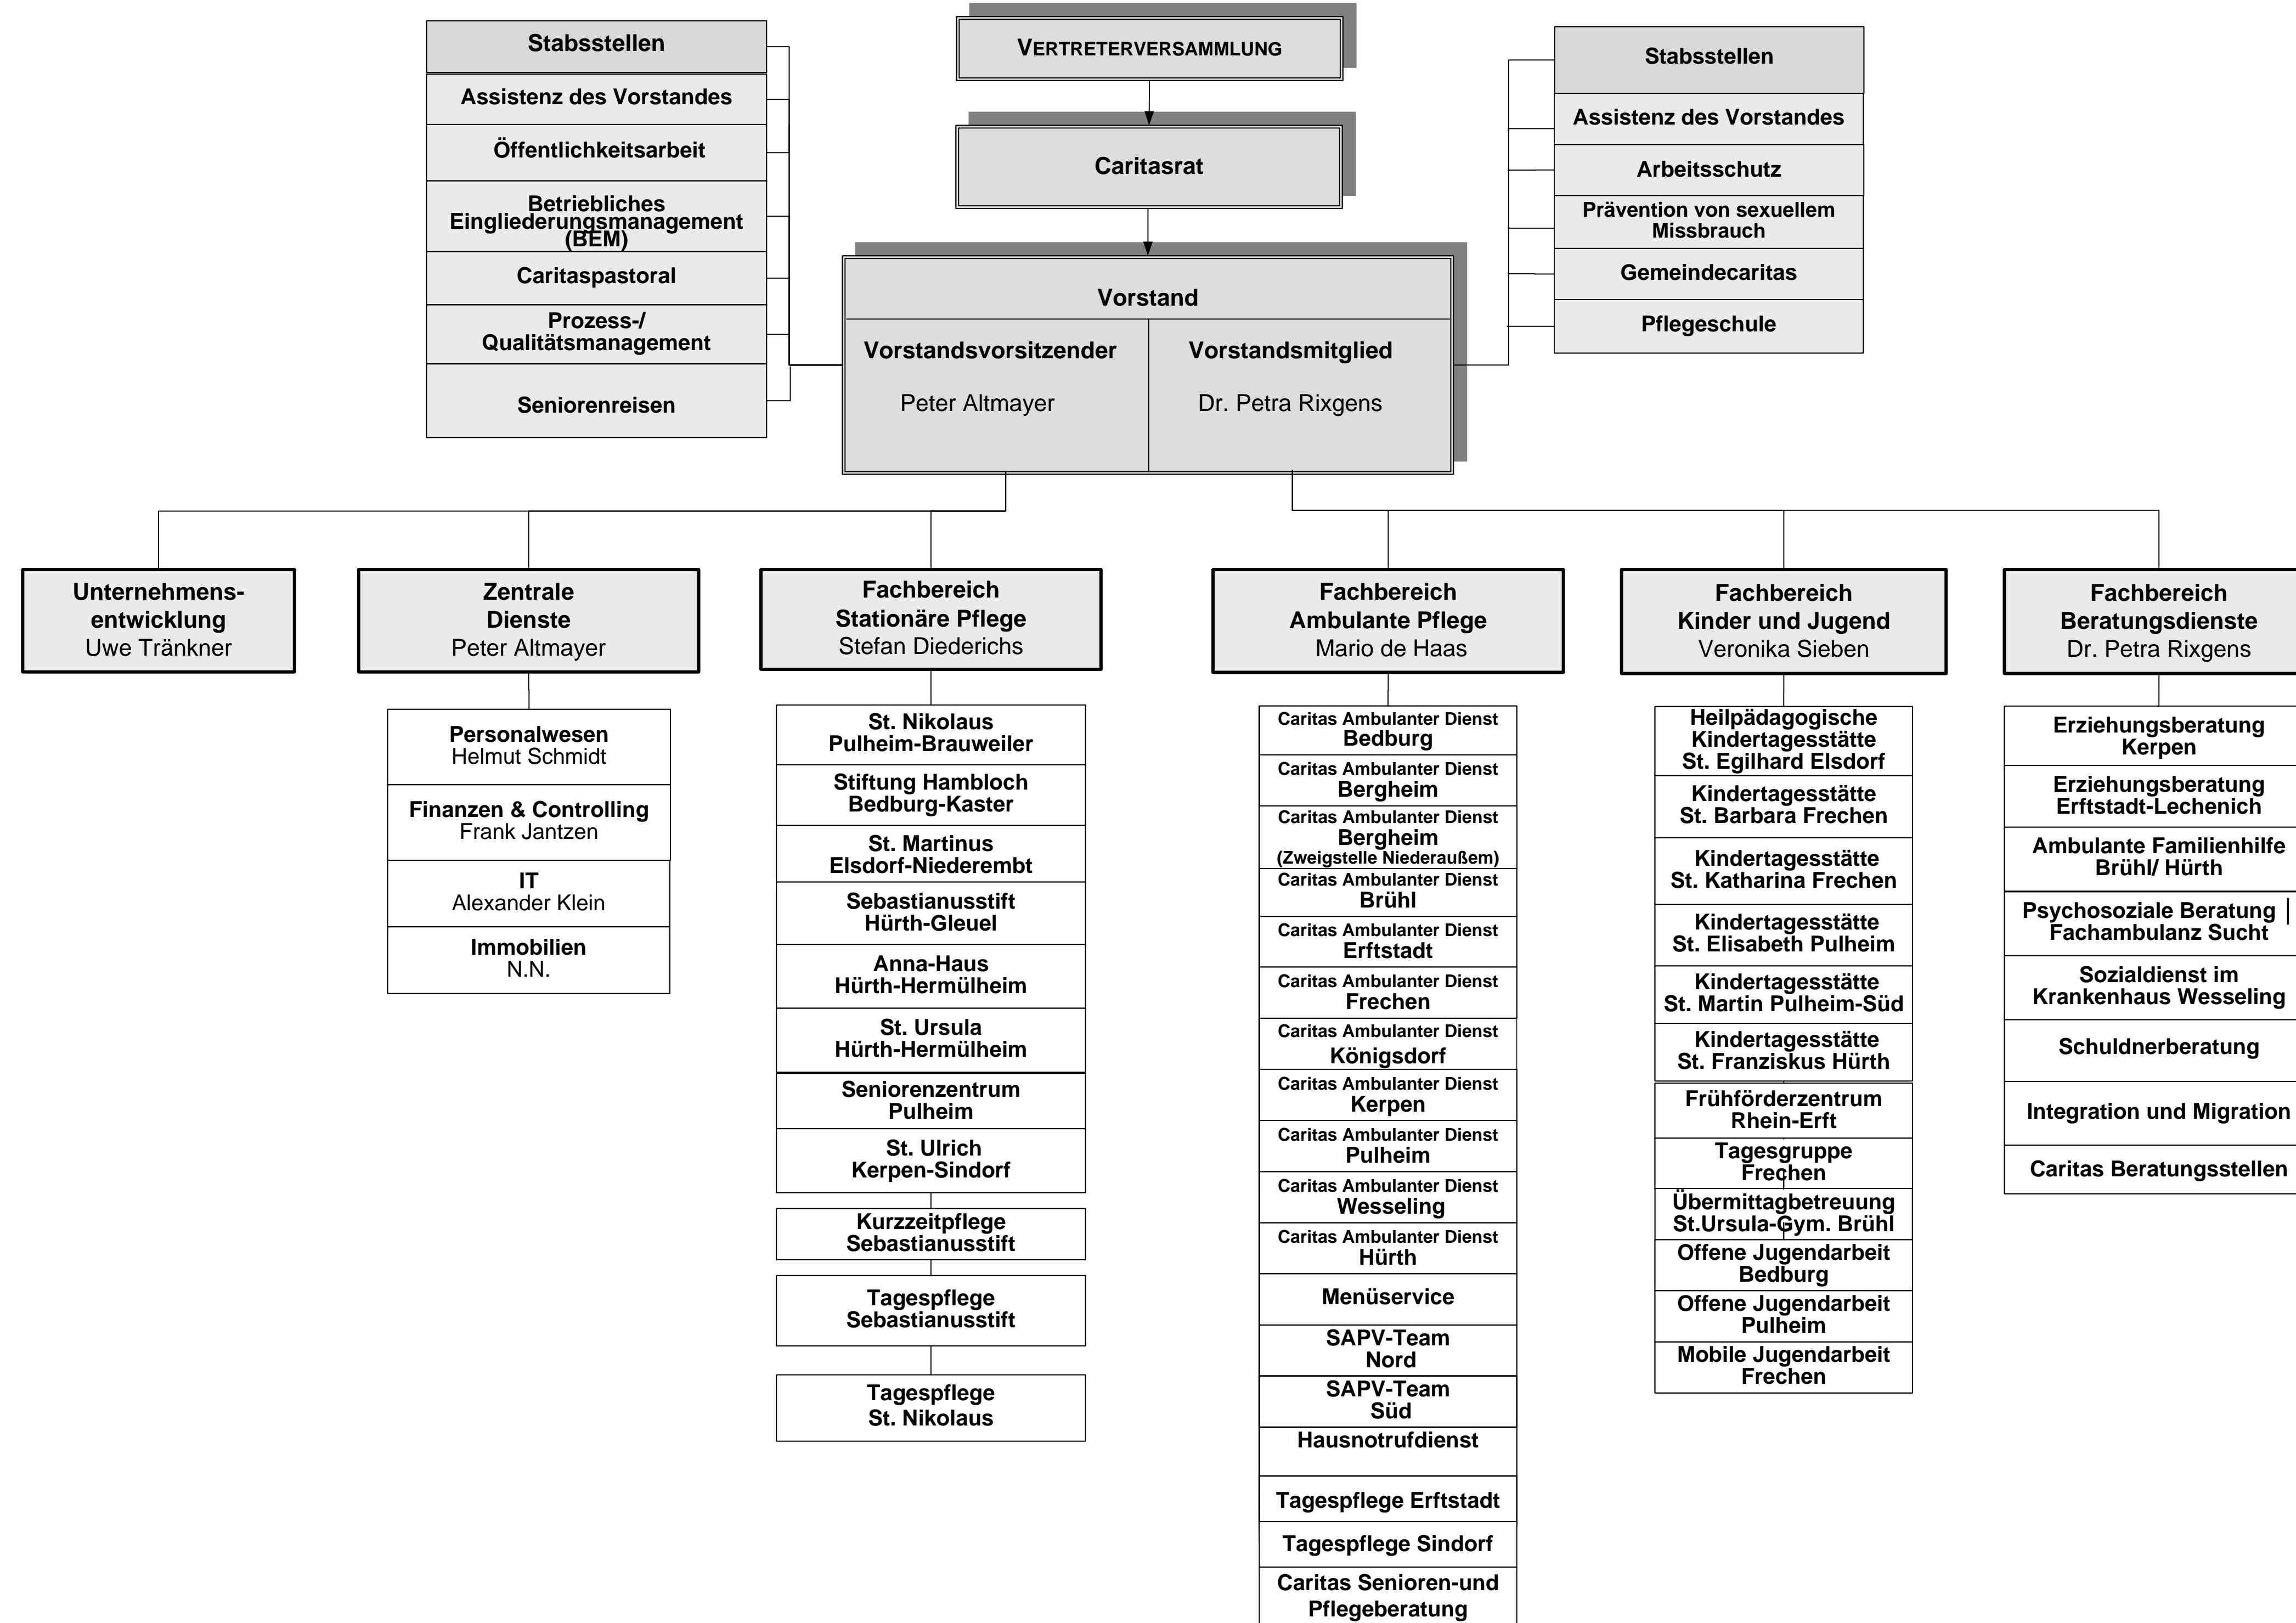 Stabsstellen
Assistenz des Vorstandes
Öffentlichkeitsarbeit
Betriebliches
Eingliederungsmanagement
(BEM)
Caritaspastoral
Prozess-/
Qualitätsmanagement
Seniorenreisen
VERTRETERVERSAMMLUNG
Caritasrat
Vorstand
Vorstandsvorsitzender
Peter Altmayer
Vorstandsmitglied
Dr. Petra Rixgens
Stabsstellen
Assistenz des Vorstandes
Arbeitsschutz
Prävention von sexuellem
Missbrauch
Gemeindecaritas
Pflegeschule
Unternehmens-
entwicklung
Uwe Tränkner
Zentrale
Dienste
Peter Altmayer
Personalwesen
Helmut Schmidt
Finanzen & Controlling
Frank Jantzen
IT
Alexander Klein
Immobilien
N.N.
Fachbereich
Stationäre Pflege
Stefan Diederichs
St. Nikolaus
Pulheim-Brauweiler
Stiftung Hambloch
Bedburg-Kaster
St. Martinus
Elsdorf-Niederembt
Sebastianusstift
Hürth-Gleuel
Anna-Haus
Hürth-Hermülheim
St. Ursula
Hürth-Hermülheim
Seniorenzentrum
Pulheim
St. Ulrich
Kerpen-Sindorf
Kurzzeitpflege
Sebastianusstift
Tagespflege
Sebastianusstift
Tagespflege
St. Nikolaus
Fachbereich
Ambulante Pflege
Mario de Haas
Caritas Ambulanter Dienst
Bedburg
Caritas Ambulanter Dienst
Bergheim
Caritas Ambulanter Dienst
Bergheim
(Zweigstelle Niederaußem)
Caritas Ambulanter Dienst
Brühl
Caritas Ambulanter Dienst
Erftstadt
Caritas Ambulanter Dienst
Frechen
Caritas Ambulanter Dienst
Königsdorf
Caritas Ambulanter Dienst
Kerpen
Caritas Ambulanter Dienst
Pulheim
Caritas Ambulanter Dienst
Wesseling
Caritas Ambulanter Dienst
Hürth
Menüservice
SAPV-Team
Nord
SAPV-Team
Süd
Hausnotrufdienst
Tagespflege Erftstadt
Tagespflege Sindorf
Caritas Senioren-und
Pflegeberatung
Fachbereich
Kinder und Jugend
Veronika Sieben
Heilpädagogische
Kindertagesstätte
St. Egilhard Elsdorf
Kindertagesstätte
St. Barbara Frechen
Kindertagesstätte
St. Katharina Frechen
Kindertagesstätte
St. Elisabeth Pulheim
Kindertagesstätte
St. Martin Pulheim-Süd
Kindertagesstätte
St. Franziskus Hürth
Frühförderzentrum
Rhein-Erft
Tagesgruppe
Frechen
Übermittagbetreuung
St.Ursula-Gym. Brühl
Offene Jugendarbeit
Bedburg
Offene Jugendarbeit
Pulheim
Mobile Jugendarbeit
Frechen
Fachbereich
Beratungsdienste
Dr. Petra Rixgens
Erziehungsberatung
Kerpen
Erziehungsberatung
Erftstadt-Lechenich
Ambulante Familienhilfe
Brühl/ Hürth
Psychosoziale Beratung |
Fachambulanz Sucht
Sozialdienst im
Krankenhaus Wesseling
Schuldnerberatung
Integration und Migration
Caritas Beratungsstellen